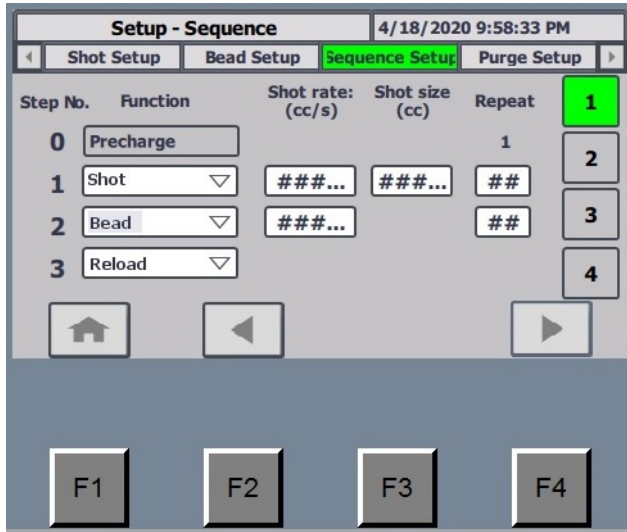 Setup - Sequence 4/18/2020 9:58:33 PM
Shot Setup Bead Setup Sequence Setup Purge Setup
Step No. Function Shot rate: (cc/s) Shot size (cc) Repeat 1
0 Precharge 1
2
1 Shot ###... ###... ##
2 Bead ###... ## 3
3 Reload
4
F1 F2 F3 F4